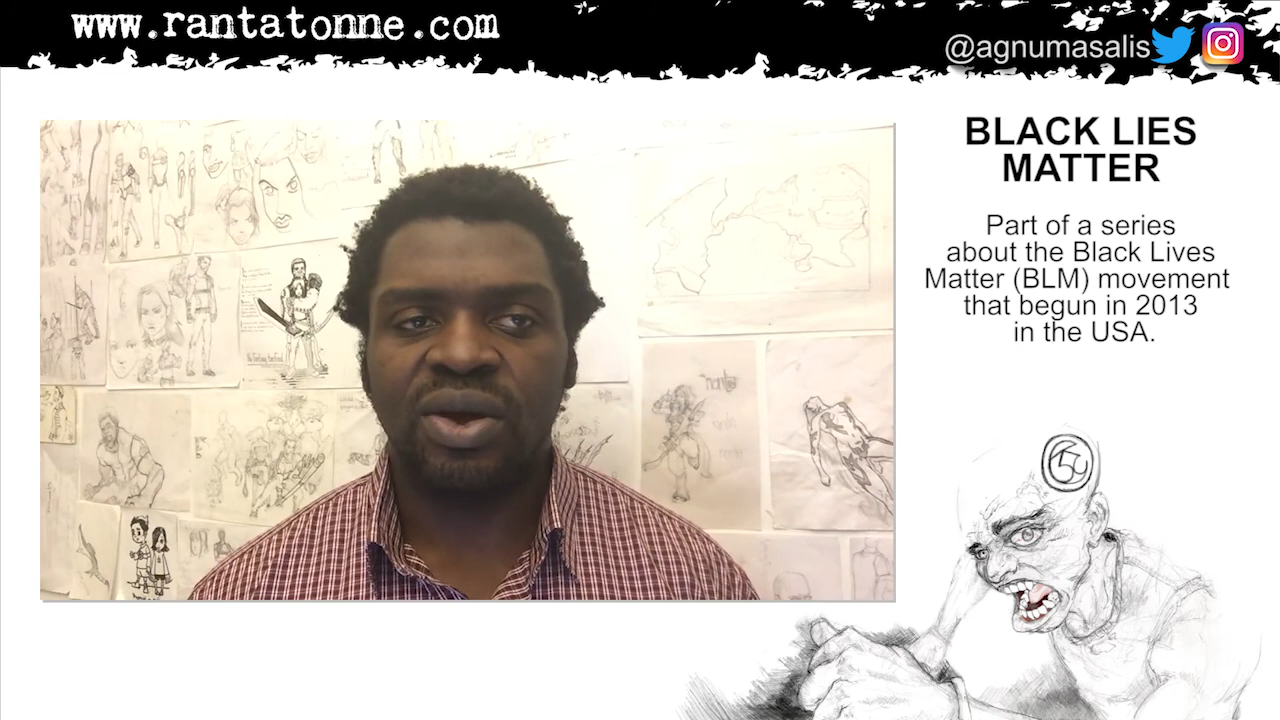 www.rantatonne.com
@agnumasalis
BLACK LIES
MATTER
Part of a series
about the Black Lives
Matter (BLM) movement
that begun in 2013
in the USA.